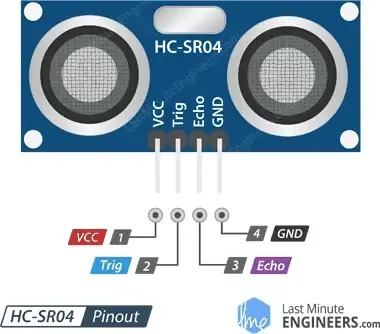 HC-SR04
VCC
Trig
Echo
GND
VCC 1
4 GND
Trig 2
3 Echo
HC-SR04 Pinout
lme Last Minute
ENGINEERS.com